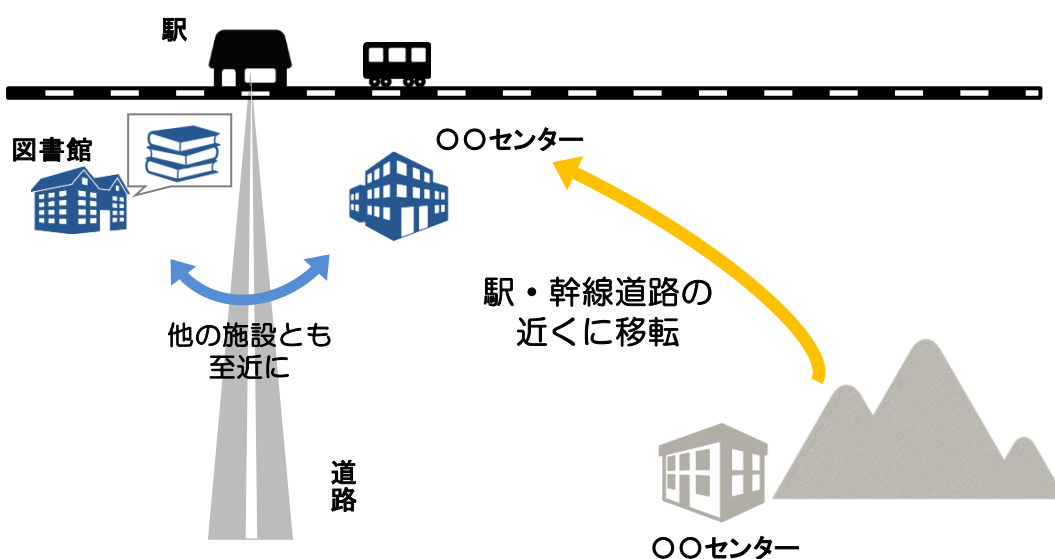 駅
図書館
〇〇センター
駅・幹線道路の
近くに移転
他の施設とも
至近に
道路
〇〇センター